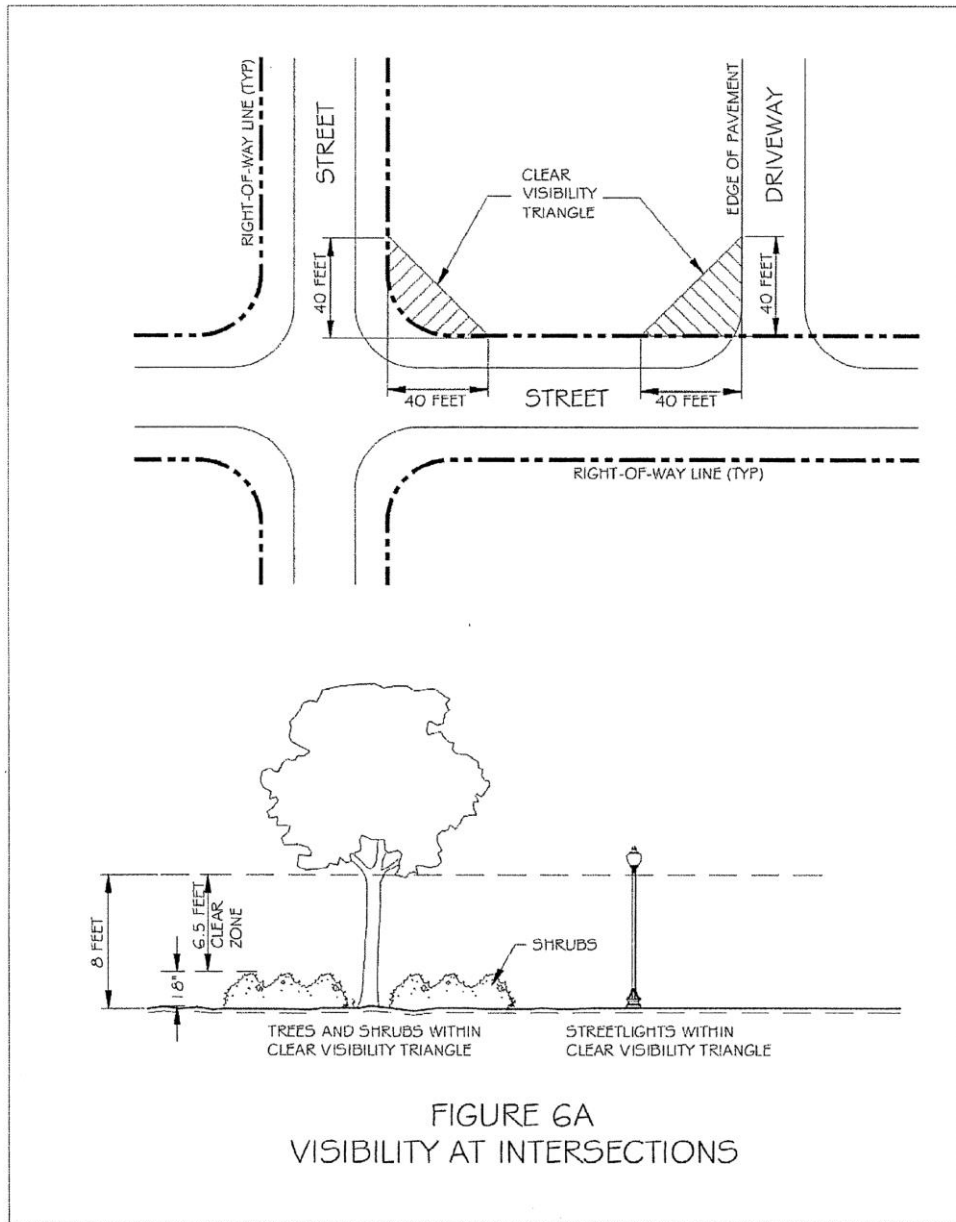 RIGHT-OF-WAY LINE (TYP)
STREET
EDGE OF PAVEMENT
DRIVEWAY
CLEAR
VISIBILITY
TRIANGLE
40 FEET
40 FEET
40 FEET
STREET
40 FEET
RIGHT-OF-WAY LINE (TYP)
8 FEET
6.5 FEET
CLEAR
ZONE
18"
SHRUBS
TREES AND SHRUBS WITHIN
CLEAR VISIBILITY TRIANGLE
STREETLIGHTS WITHIN
CLEAR VISIBILITY TRIANGLE
FIGURE 6A
VISIBILITY AT INTERSECTIONS